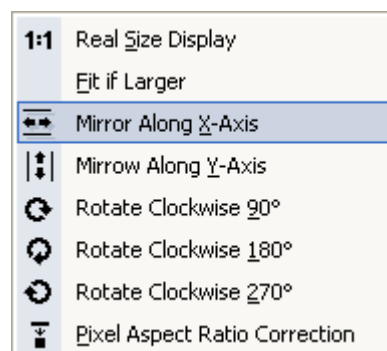 1:1 Real Size Display
Fit if Larger
Mirror Along X-Axis
Mirrow Along Y-Axis
Rotate Clockwise 90°
Rotate Clockwise 180°
Rotate Clockwise 270°
Pixel Aspect Ratio Correction